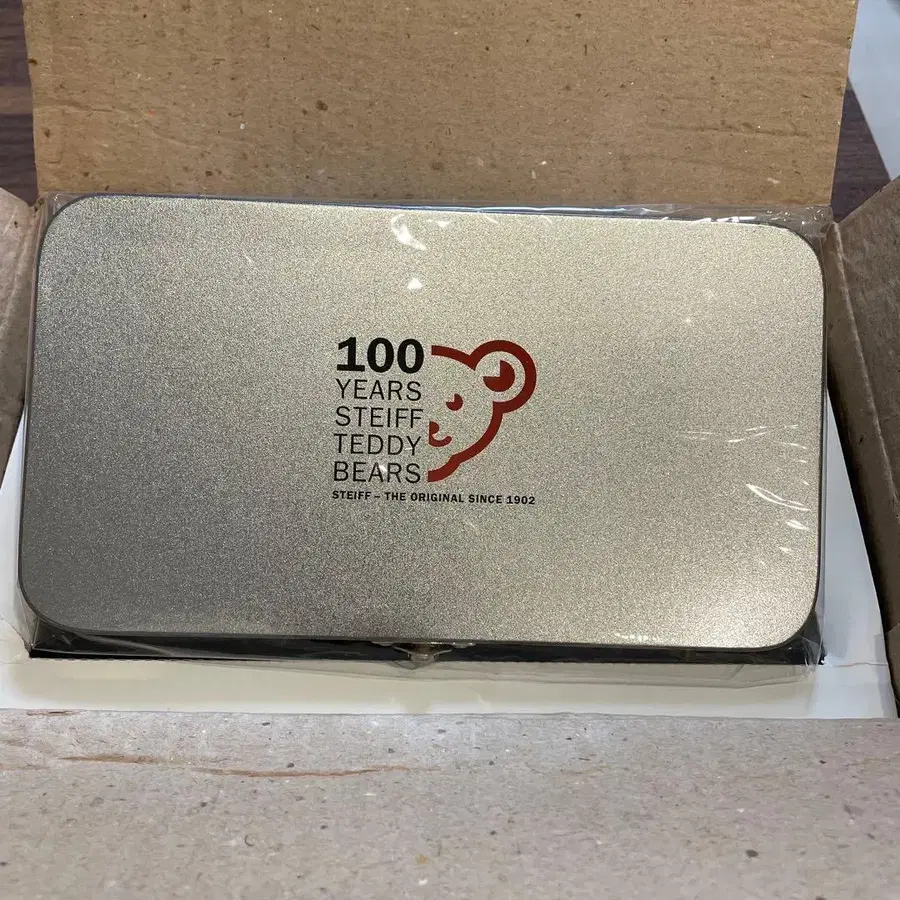 100
YEARS
STEIFF
TEDDY
BEARS
STEIFF – THE ORIGINAL SINCE 1902